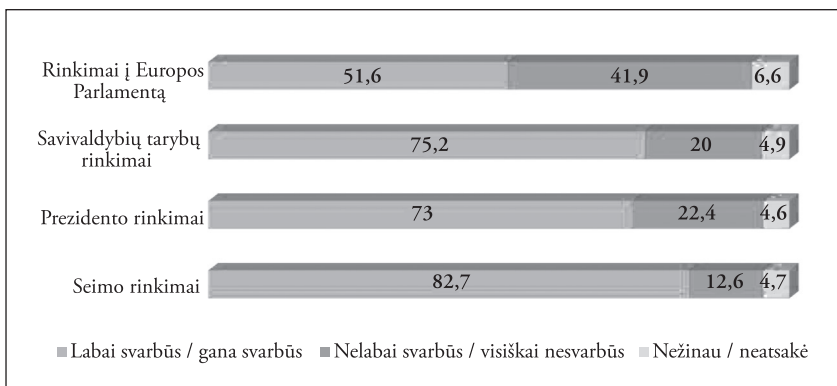 Rinkimai į Europos
Parlamentą
51,6 41,9 6,6
Savivaldybių tarybų
rinkimai
75,2 20 4,9
Prezidento rinkimai 73 22,4 4,6
Seimo rinkimai 82,7 12,6 4,7
Labai svarbūs / gana svarbūs Nelabai svarbūs / visiškai nesvarbūs Nežinau / neatsakė